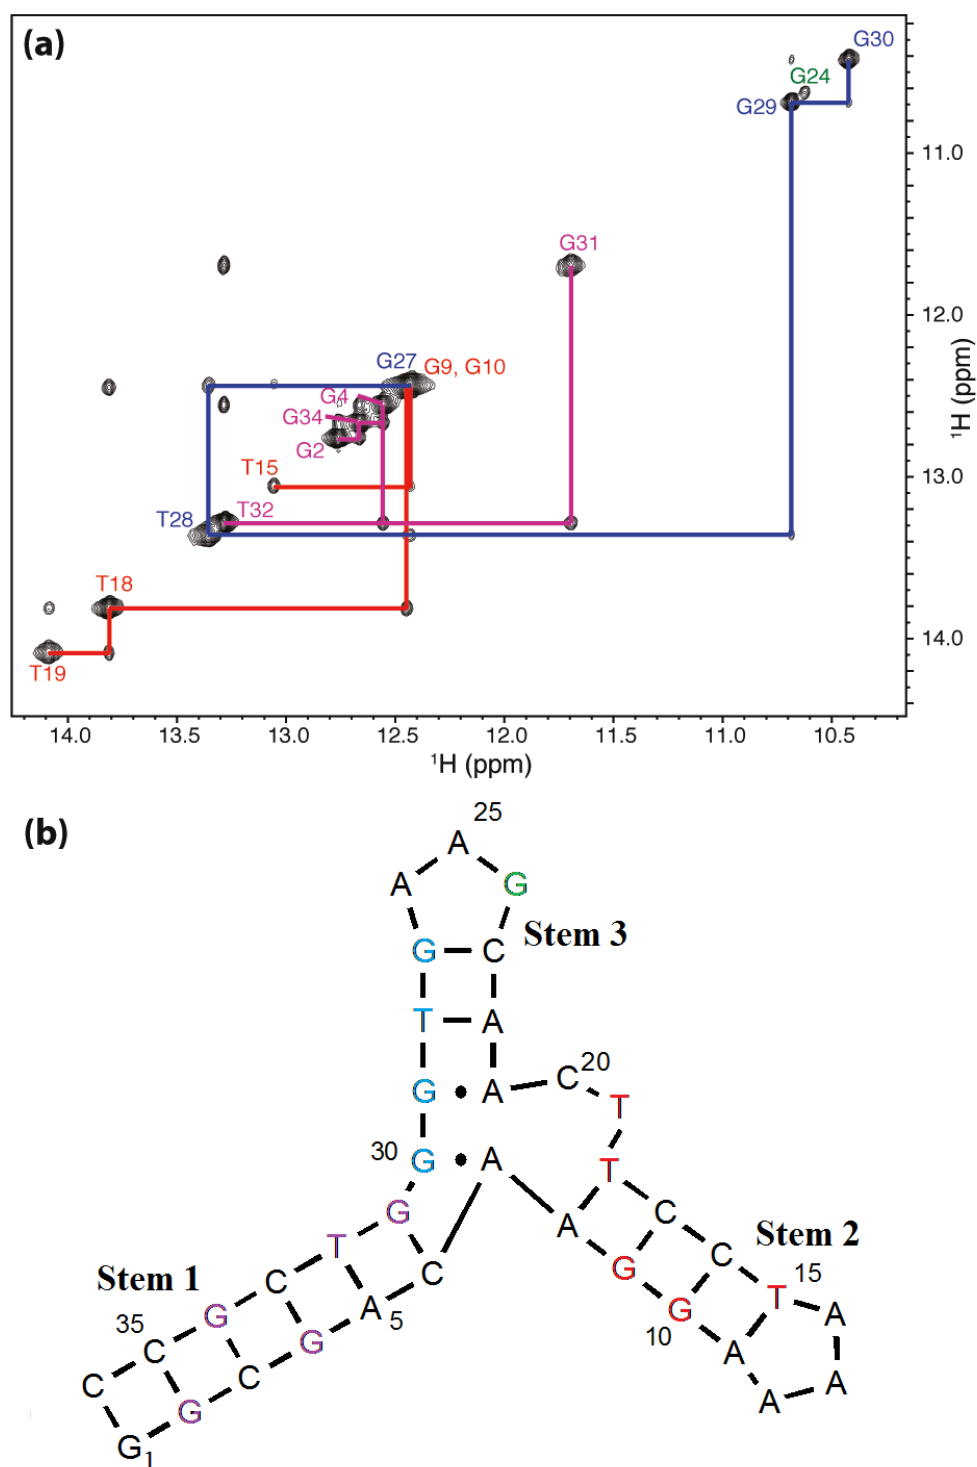 (a)
G30
G24
G29
11.0
G31
12.0
G27
G9, G10
G4
G34
G2
T15
13.0
T28
T32
T18
14.0
T19
14.0 13.5 13.0 12.5 12.0 11.5 11.0 10.5
¹H (ppm)
¹H (ppm)
(b)
25
A
A G
G C Stem 3
T A
G A C 20 T
30 G A T
G A C
T C G C Stem 2
Stem 1 C A 5 G T 15
G G 10 A A
35 C C A A
C G
G 1